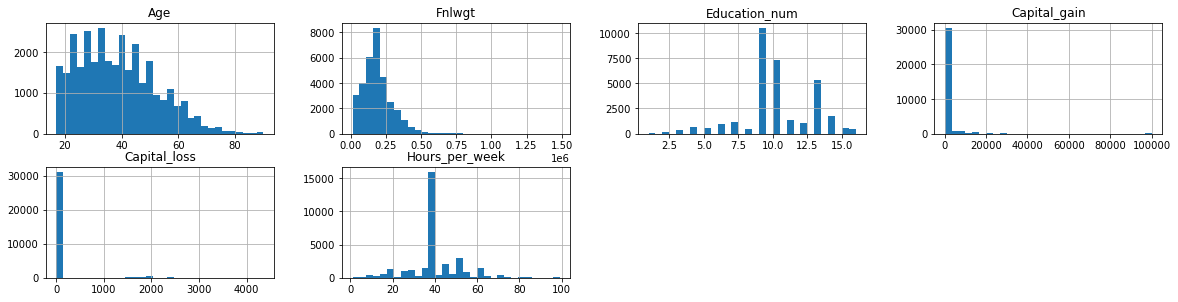 Age
2000
1000
0
20 40 60 80
Fnlwgt
8000
6000
4000
2000
0
0.00 0.25 0.50 0.75 1.00 1.25 1.50
1e6
Education_num
10000
7500
5000
2500
0
2.5 5.0 7.5 10.0 12.5 15.0
Capital_gain
30000
20000
10000
0
0 20000 40000 60000 80000 100000
Capital_loss
30000
20000
10000
0
0 1000 2000 3000 4000
Hours_per_week
15000
10000
5000
0
0 20 40 60 80 100